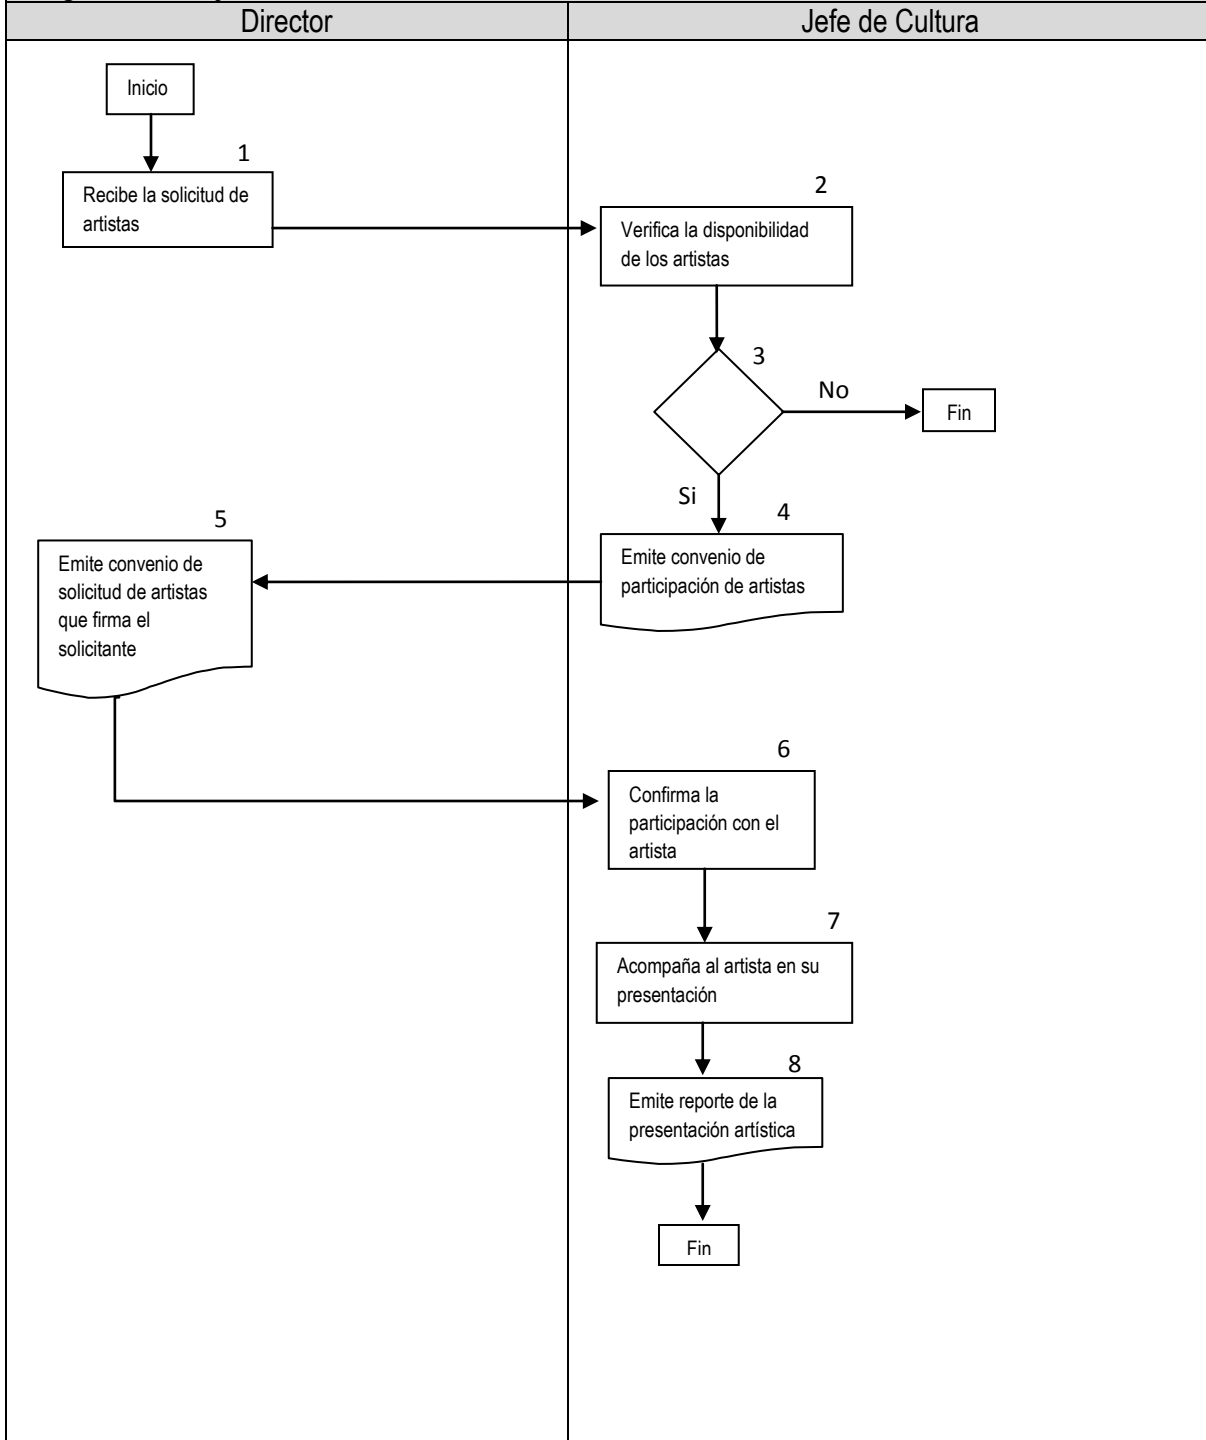 Director
Jefe de Cultura
Inicio
1
Recibe la solicitud de
artistas
2
Verifica la disponibilidad
de los artistas
3
No
Fin
Si
4
Emite convenio de
participación de artistas
5
Emite convenio de
solicitud de artistas
que firma el
solicitante
6
Confirma la
participación con el
artista
7
Acompaña al artista en su
presentación
8
Emite reporte de la
presentación artística
Fin